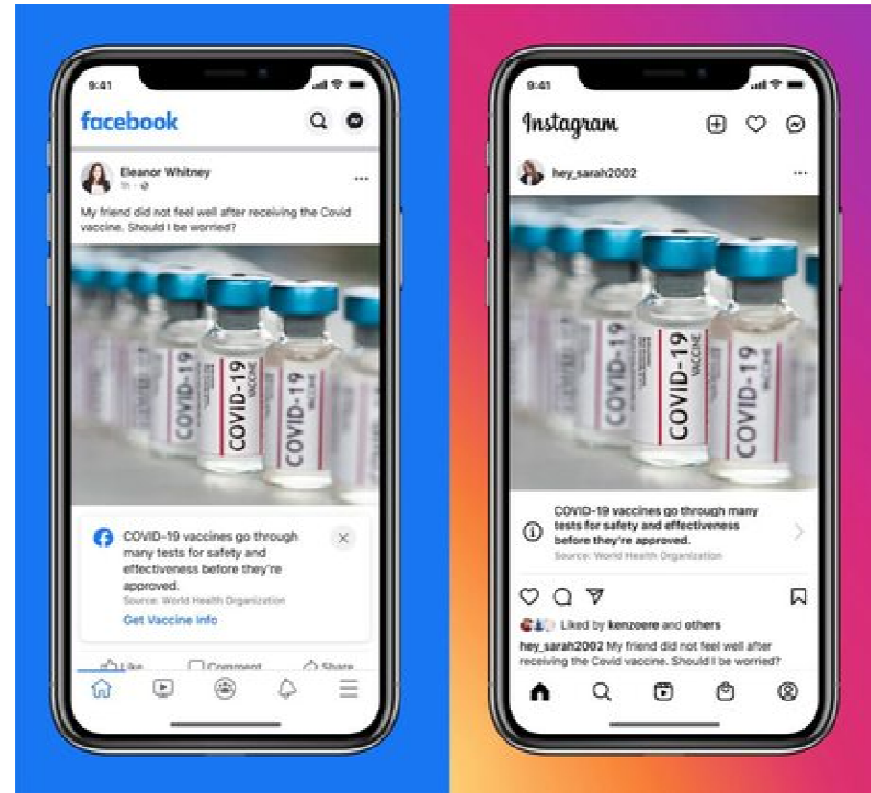 9:41
facebook
Eleanor Whitney
1h
My friend did not feel well after receiving the Covid
vaccine. Should I be worried?
COVID-19
VACCINE
COVID-19
VACCINE
COVID-19
COVID-19 vaccines go through
many tests for safety and
effectiveness before they're
approved.
Source: World Health Organization
Get Vaccine Info
Like Comment Share
9:41
Instagram
hey_sarah2002
COVID-19
COVID-19
VACCINE
COVID-19
VACCINE
COVID-19 vaccines go through many
tests for safety and effectiveness
before they're approved.
Source: World Health Organization
Liked by kenzoere and others
hey_sarah2002 My friend did not feel well after
receiving the Covid vaccine. Should I be worried?